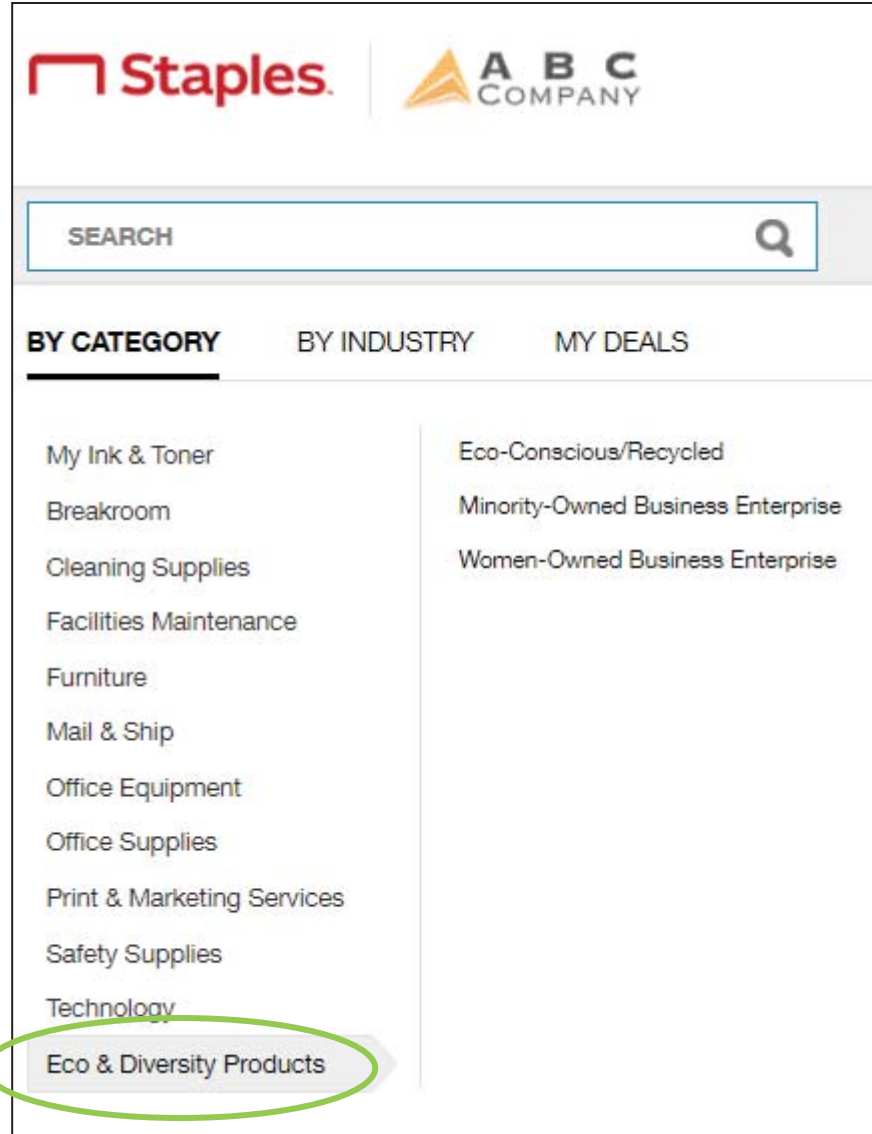 Staples.
A B C
COMPANY
SEARCH
BY CATEGORY
BY INDUSTRY
MY DEALS
My Ink & Toner
Breakroom
Cleaning Supplies
Facilities Maintenance
Furniture
Mail & Ship
Office Equipment
Office Supplies
Print & Marketing Services
Safety Supplies
Technology
Eco & Diversity Products
Eco-Conscious/Recycled
Minority-Owned Business Enterprise
Women-Owned Business Enterprise